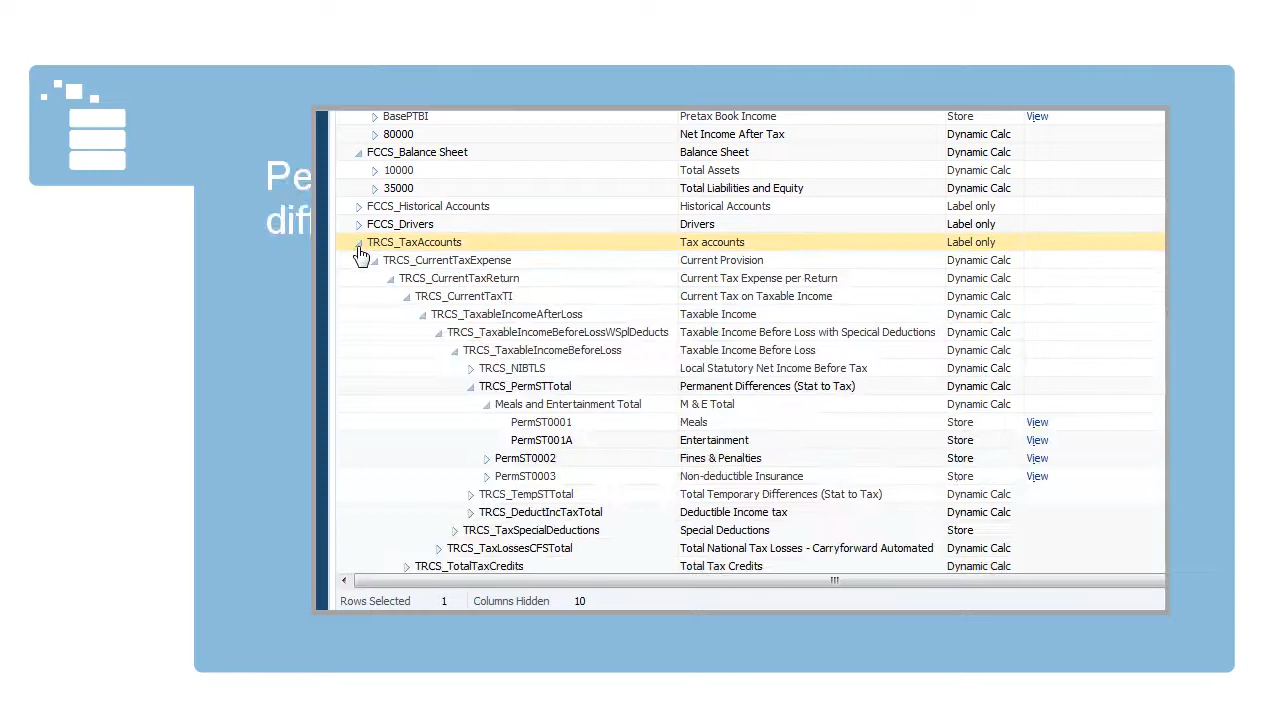 Pe
diff
BasePTBI Pretax Book Income Store View
80000 Net Income After Tax Dynamic Calc
FCCS_Balance Sheet Balance Sheet Dynamic Calc
10000 Total Assets Dynamic Calc
35000 Total Liabilities and Equity Dynamic Calc
FCCS_Historical Accounts Historical Accounts Label only
FCCS_Drivers Drivers Label only
TRCS_TaxAccounts Tax accounts Label only
TRCS_CurrentTaxExpense Current Provision Dynamic Calc
TRCS_CurrentTaxReturn Current Tax Expense per Return Dynamic Calc
TRCS_CurrentTaxTI Current Tax on Taxable Income Dynamic Calc
TRCS_TaxableIncomeAfterLoss Taxable Income Dynamic Calc
TRCS_TaxableIncomeBeforeLossWSplDeducts Taxable Income Before Loss with Specical Deductions Dynamic Calc
TRCS_TaxableIncomeBeforeLoss Taxable Income Before Loss Dynamic Calc
TRCS_NIBTLS Local Statutory Net Income Before Tax Dynamic Calc
TRCS_PermSTTotal Permanent Differences (Stat to Tax) Dynamic Calc
Meals and Entertainment Total M & E Total Dynamic Calc
PermST0001 Meals Store View
PermST001A Entertainment Store View
PermST0002 Fines & Penalties Store View
PermST0003 Non-deductible Insurance Store View
TRCS_TempSTTotal Total Temporary Differences (Stat to Tax) Dynamic Calc
TRCS_DeductIncTaxTotal Deductible Income tax Dynamic Calc
TRCS_TaxSpecialDeductions Special Deductions Store
TRCS_TaxLossesCFSTotal Total National Tax Losses - Carryforward Automated Dynamic Calc
TRCS_TotalTaxCredits Total Tax Credits Dynamic Calc
Rows Selected 1 Columns Hidden 10